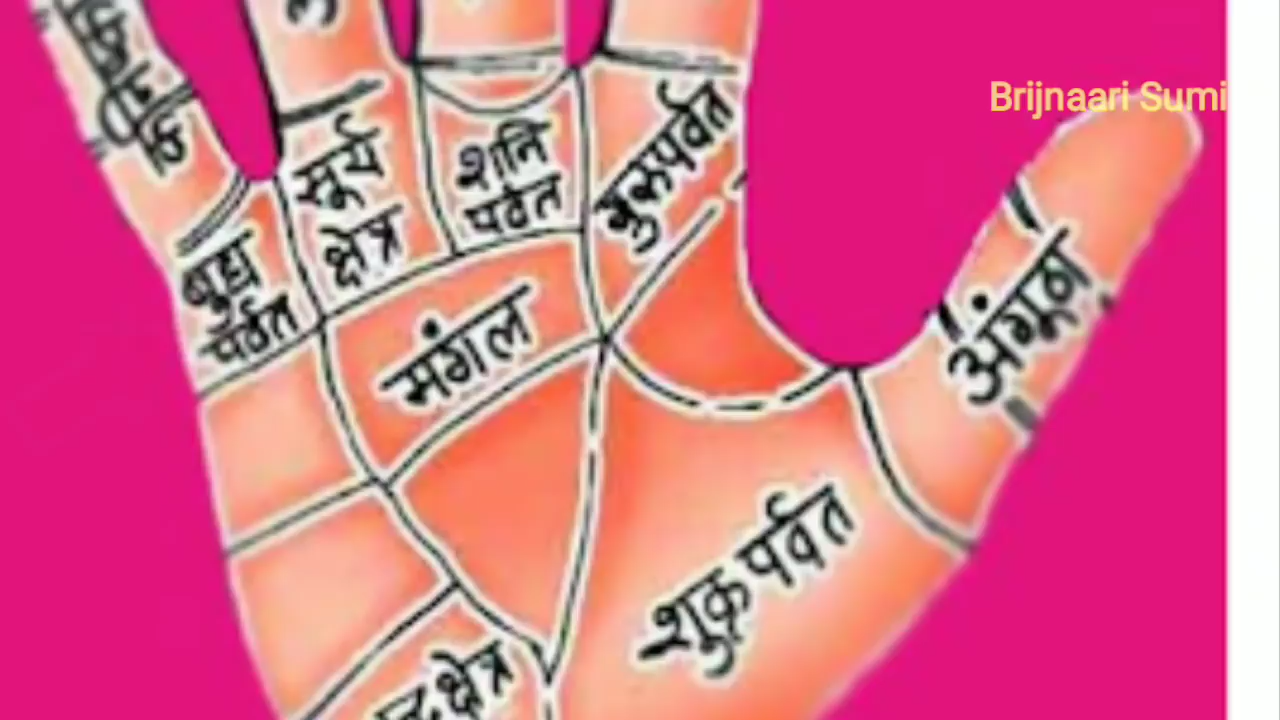 Brijnaari Sumi
सूर्य
क्षेत्र
शनि
पर्वत
गुरुपर्वत
बुध
पर्वत
मंगल
अंगूठा
शुक्र पर्वत
क्षेत्र